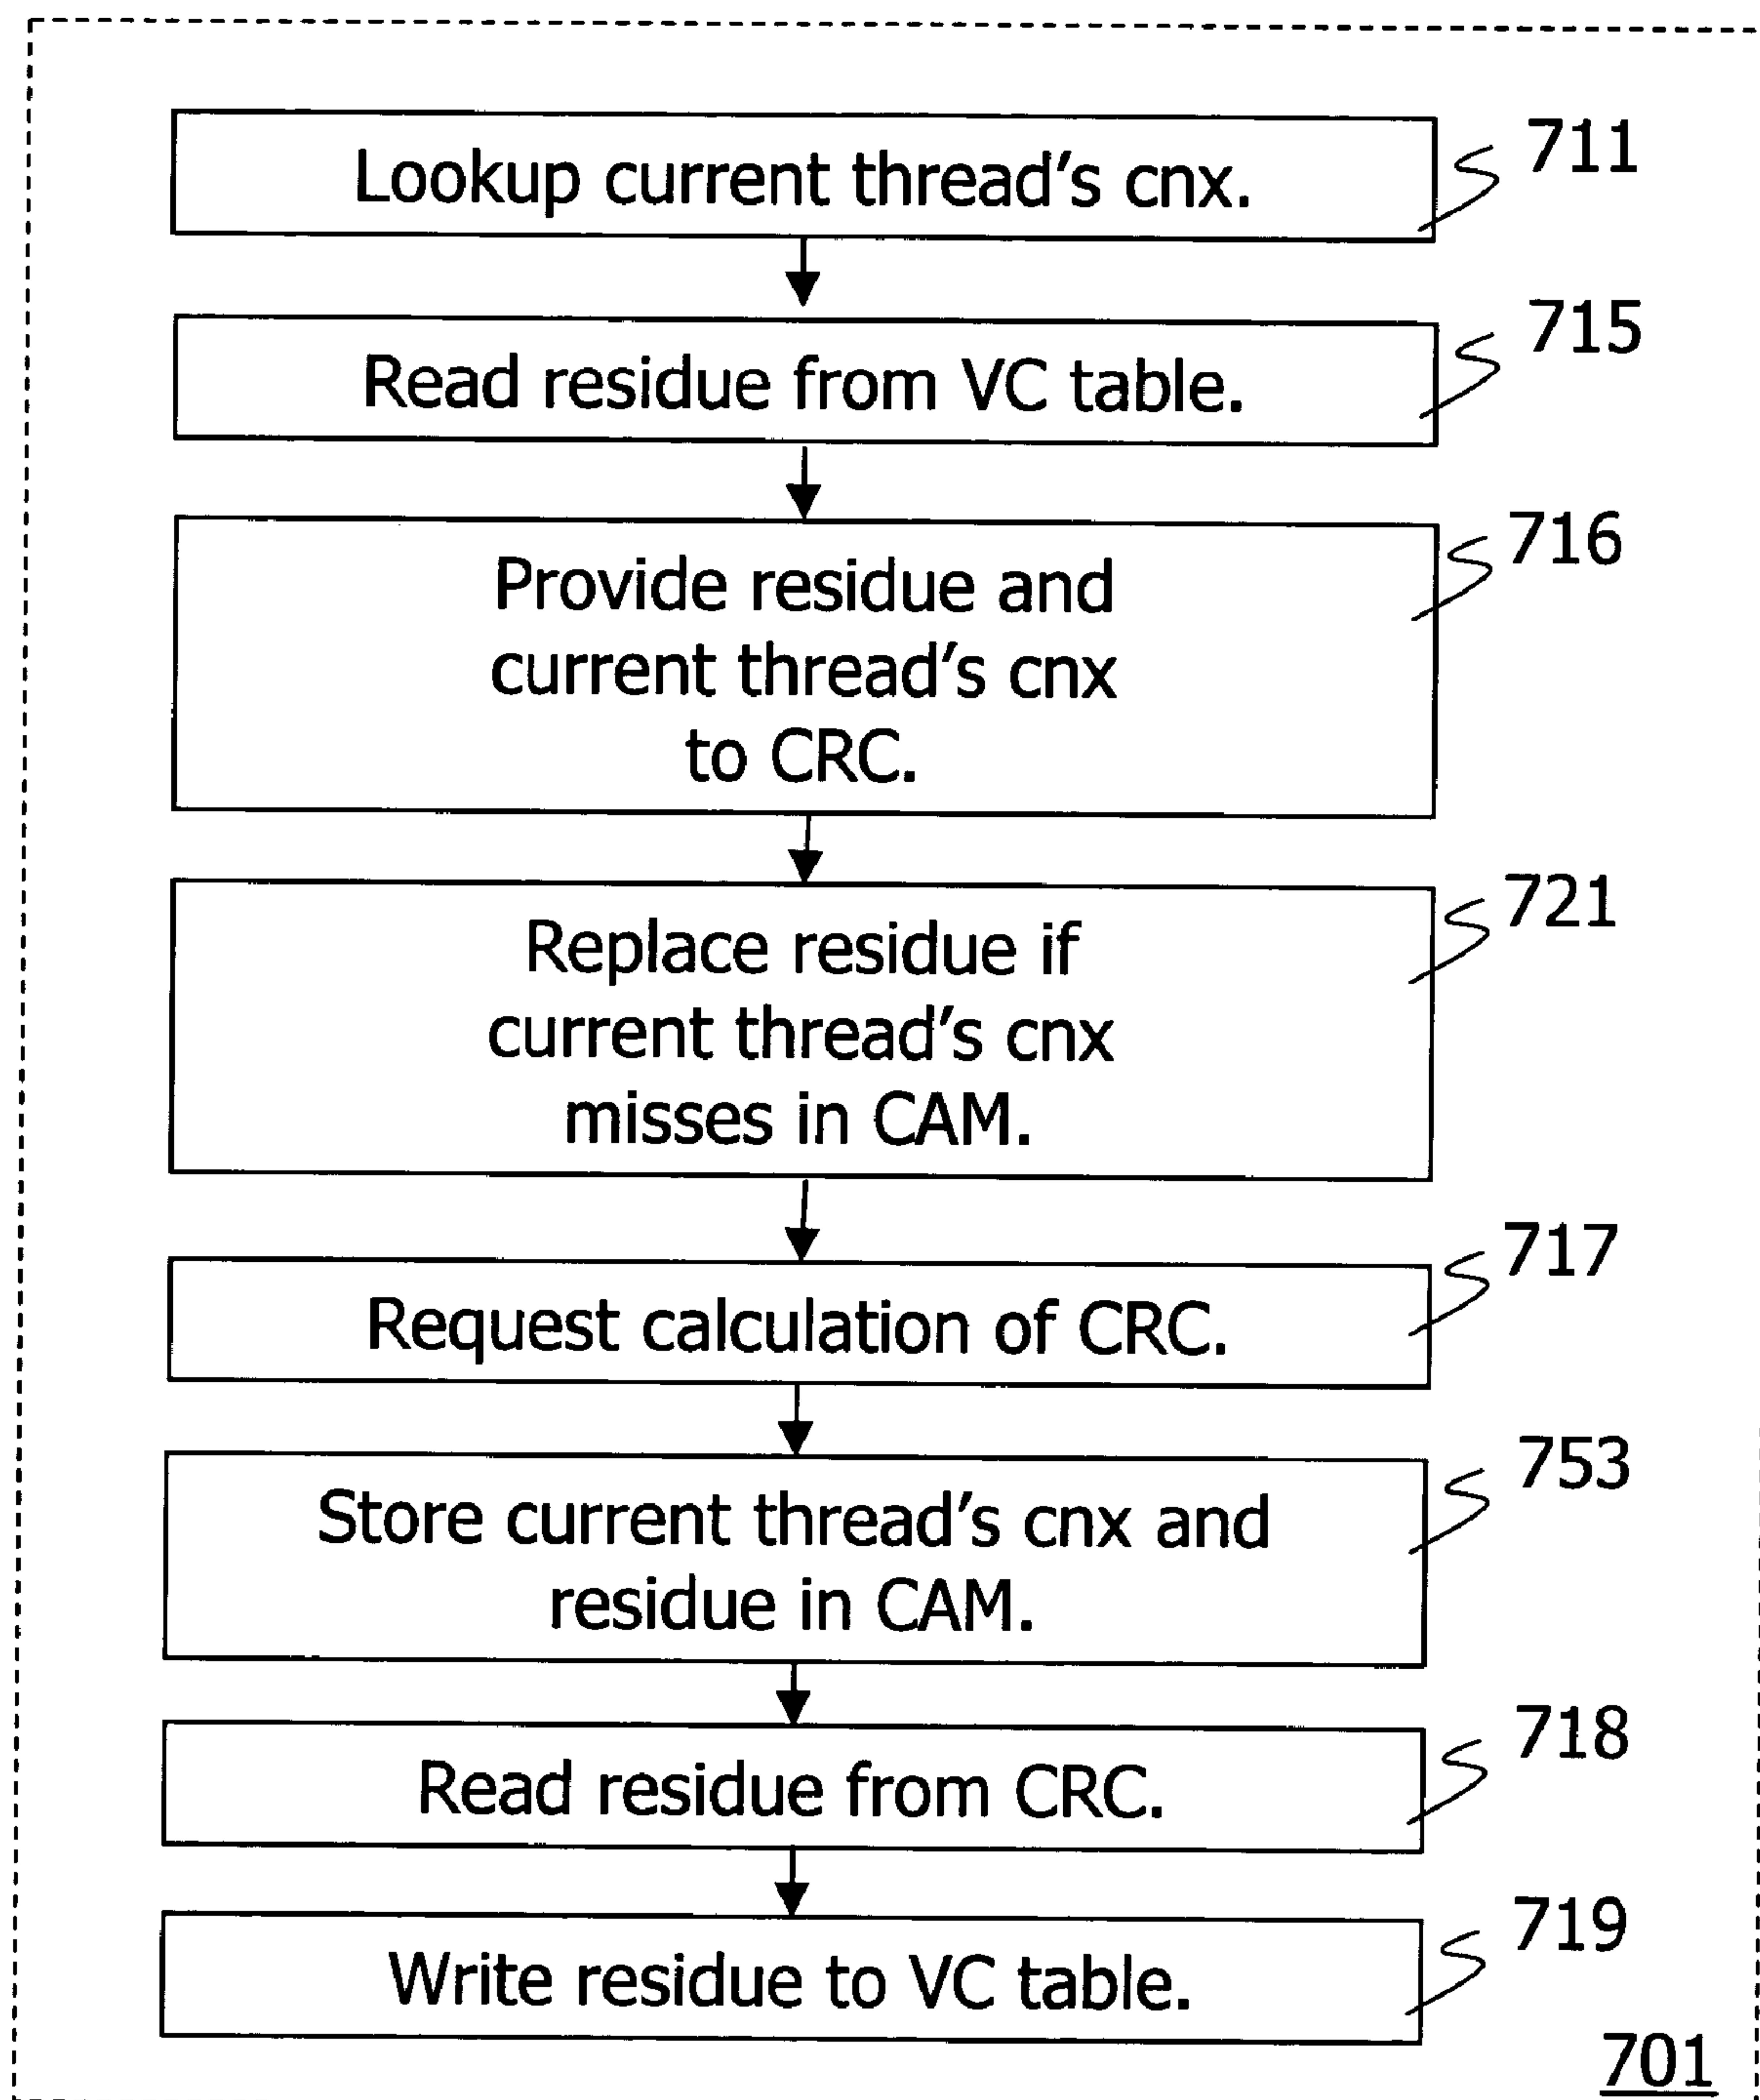 Lookup current thread's cnx.
711
Read residue from VC table.
715
Provide residue and
current thread's cnx
to CRC.
716
Replace residue if
current thread's cnx
misses in CAM.
721
Request calculation of CRC.
717
Store current thread's cnx and
residue in CAM.
753
Read residue from CRC.
718
Write residue to VC table.
719
701